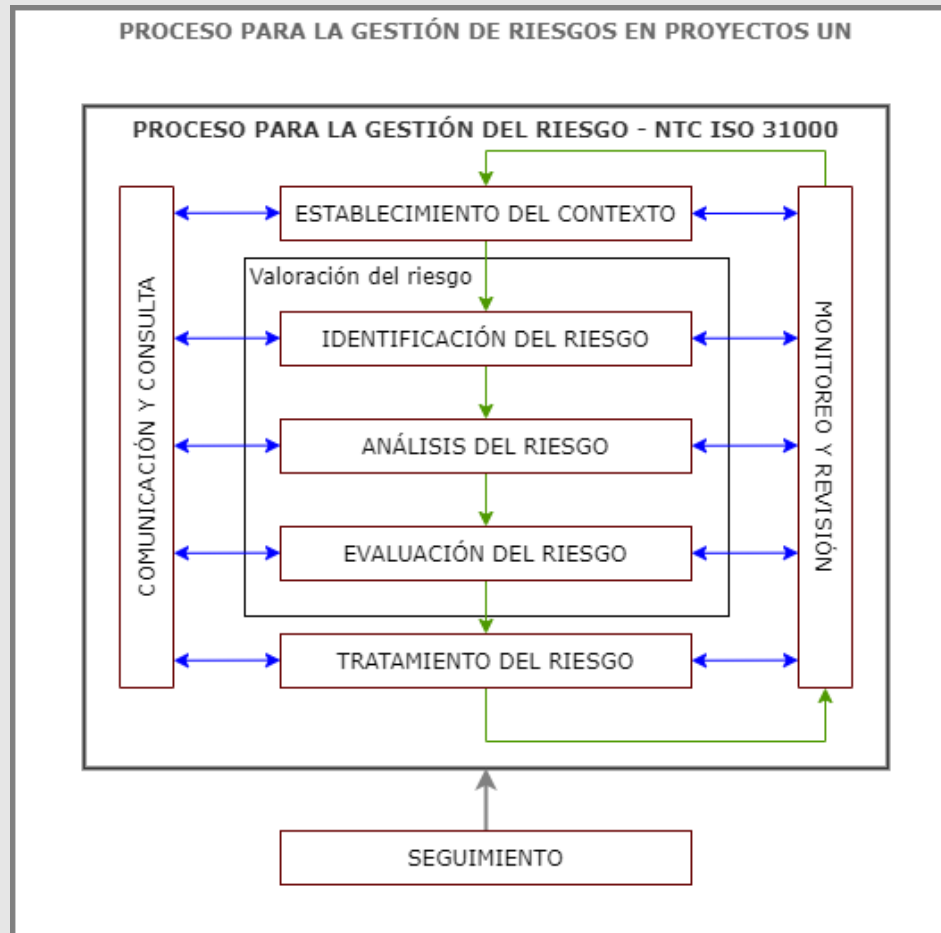 PROCESO PARA LA GESTIÓN DE RIESGOS EN PROYECTOS UN
PROCESO PARA LA GESTIÓN DEL RIESGO - NTC ISO 31000
COMUNICACIÓN Y CONSULTA
ESTABLECIMIENTO DEL CONTEXTO
Valoración del riesgo
IDENTIFICACIÓN DEL RIESGO
ANÁLISIS DEL RIESGO
EVALUACIÓN DEL RIESGO
TRATAMIENTO DEL RIESGO
MONITOREO Y REVISIÓN
SEGUIMIENTO